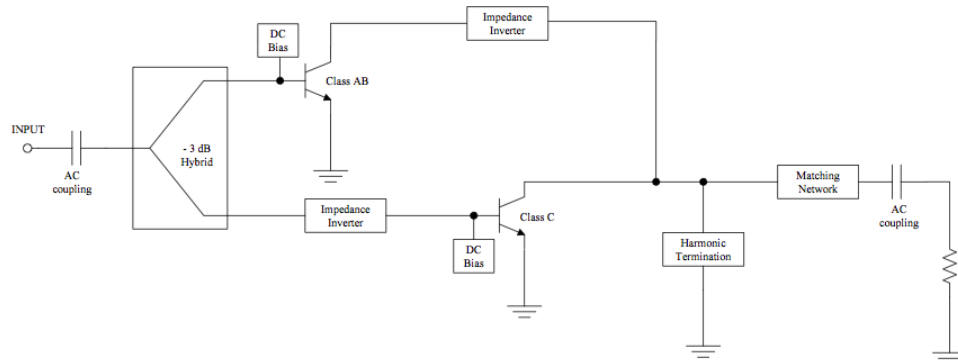 Impedance
Inverter
DC
Bias
Class AB
INPUT
AC
coupling
- 3 dB
Hybrid
Impedance
Inverter
Class C
DC
Bias
Matching
Network
AC
coupling
Harmonic
Termination